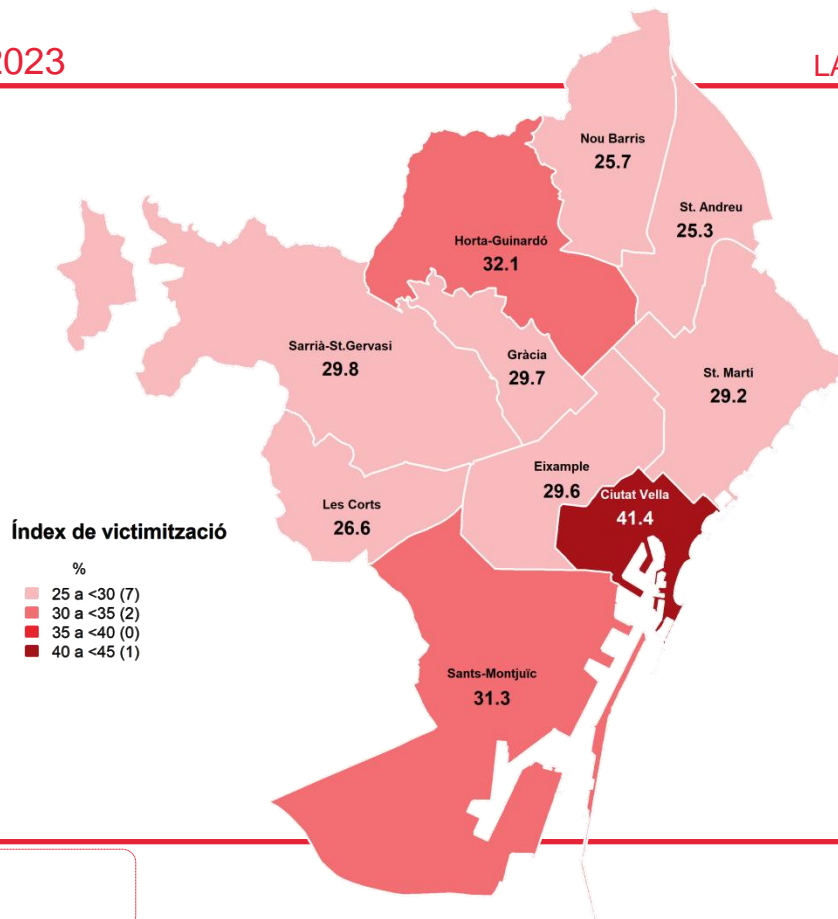 2023
LA
Nou Barris
25.7
St. Andreu
25.3
Horta-Guinardó
32.1
Sarrià-St.Gervasi
29.8
Gràcia
29.7
St. Martí
29.2
Eixample
29.6
Ciutat Vella
41.4
Les Corts
26.6
Índex de victimització
%
25 a <30 (7)
30 a <35 (2)
35 a <40 (0)
40 a <45 (1)
Sants-Montjuïc
31.3